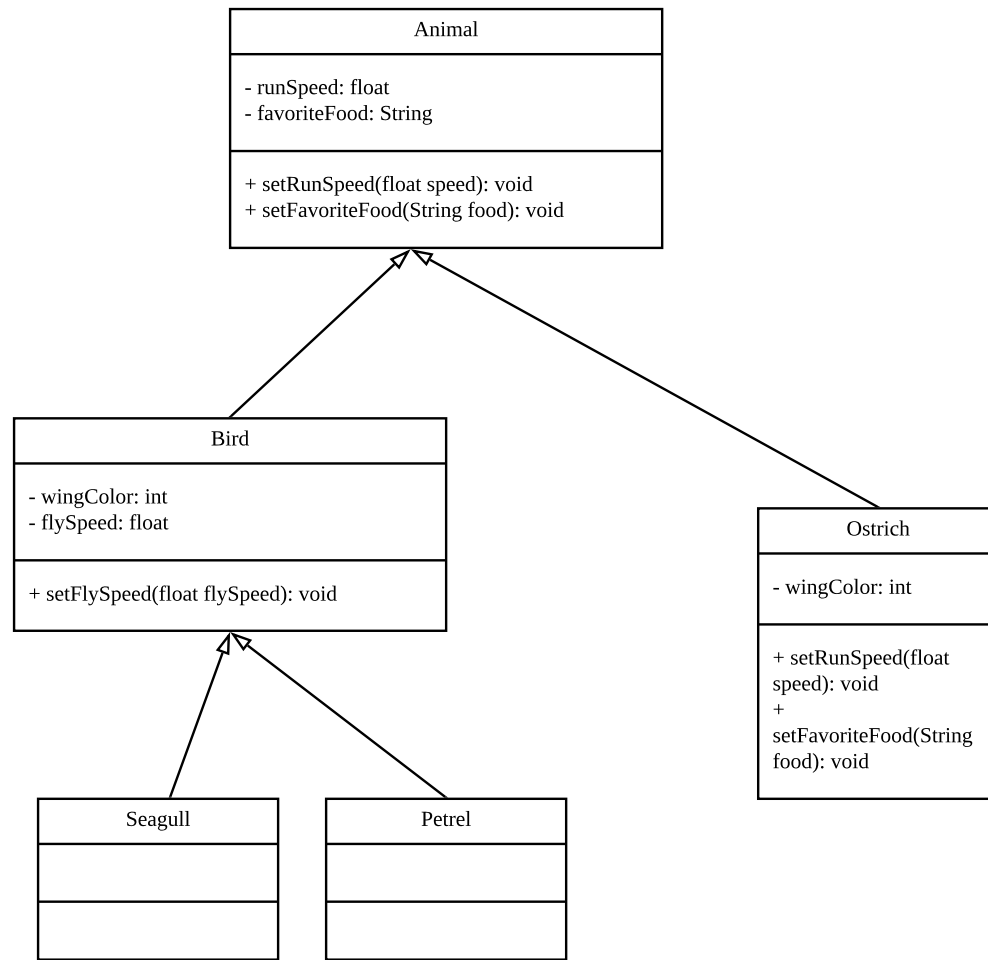 Animal
- runSpeed: float
- favoriteFood: String
+ setRunSpeed(float speed): void
+ setFavoriteFood(String food): void
Bird
- wingColor: int
- flySpeed: float
+ setFlySpeed(float flySpeed): void
Ostrich
- wingColor: int
+ setRunSpeed(float
speed): void
+
setFavoriteFood(String
food): void
Seagull
Petrel